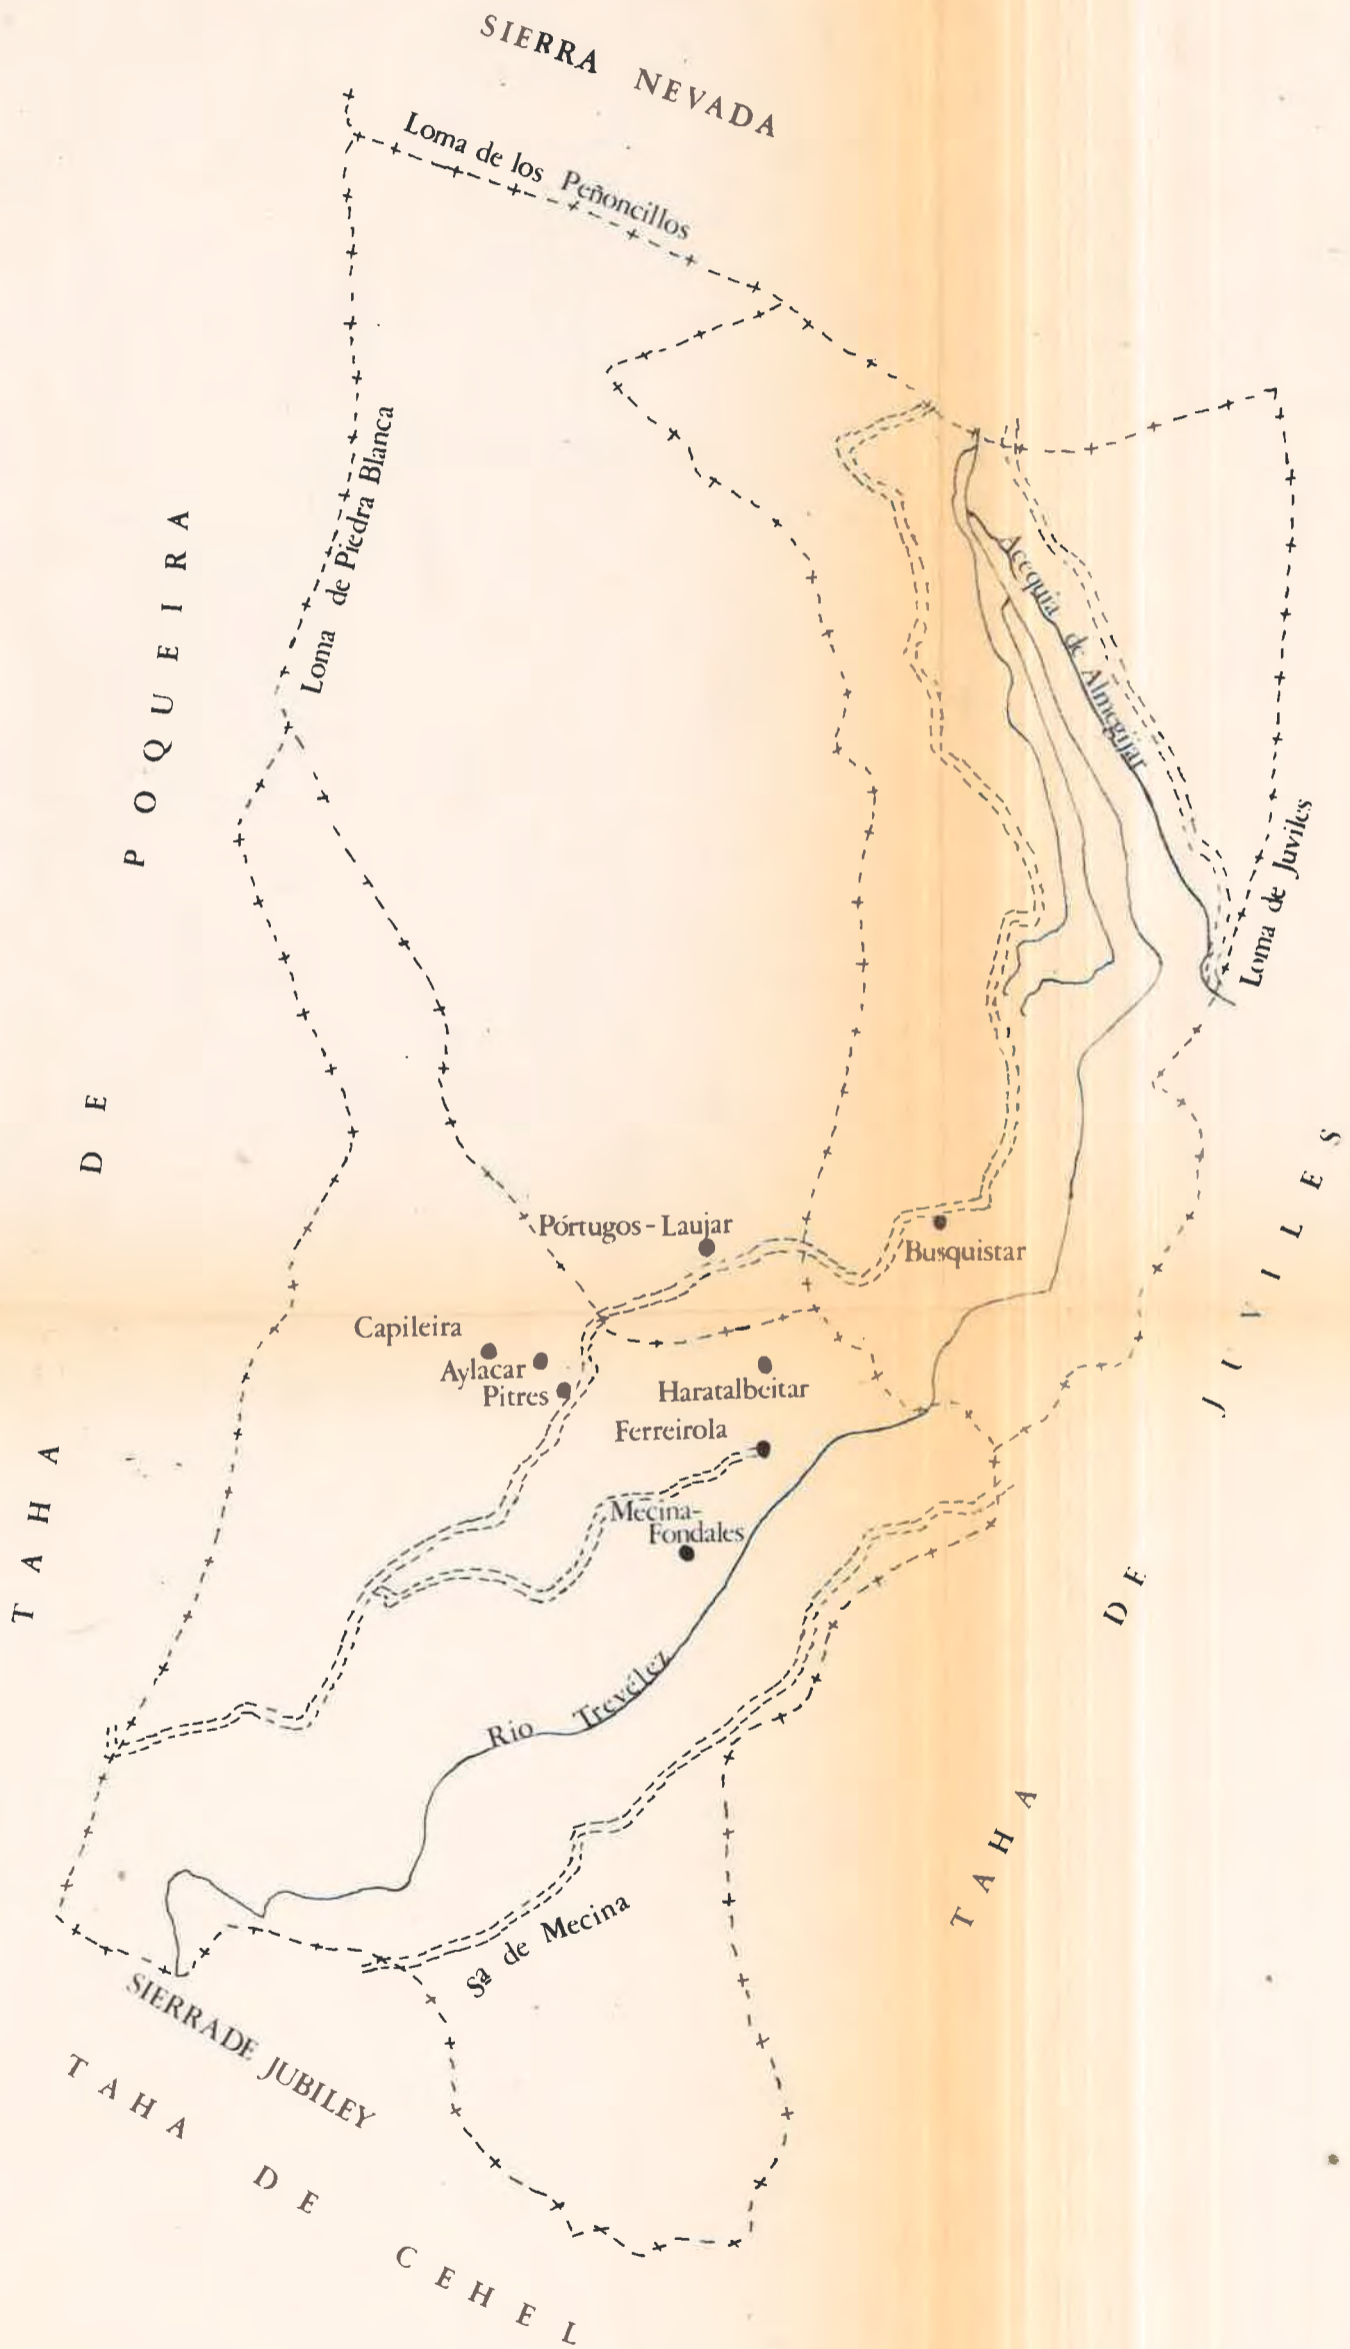 SIERRA NEVADA
Loma de los Peñoncillos
Loma de Piedra Blanca
TAHA DE POQUEIRA
Acequia de Almegijar
Loma de Juviles
Pórtugos - Laujar
Busquistar
Capileira
Aylacar
Pitres
Haratalbeitar
Ferreirola
Mecina-
Fondales
Rio Trevélez
TAHA DE JUVILES
Sª de Mecina
SIERRA DE JUBILEY
TAHA DE CEHEL